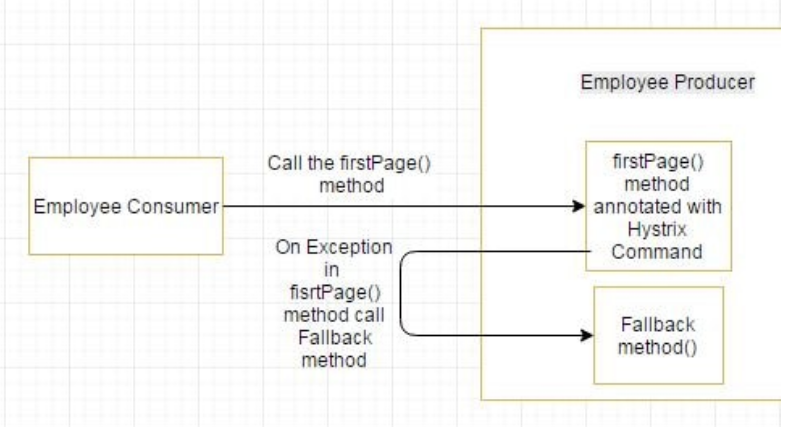 Employee Producer
Call the firstPage()
method
Employee Consumer
firstPage()
method
annotated with
Hystrix
Command
On Exception
in
fisrtPage()
method call
Fallback
method
Fallback
method()